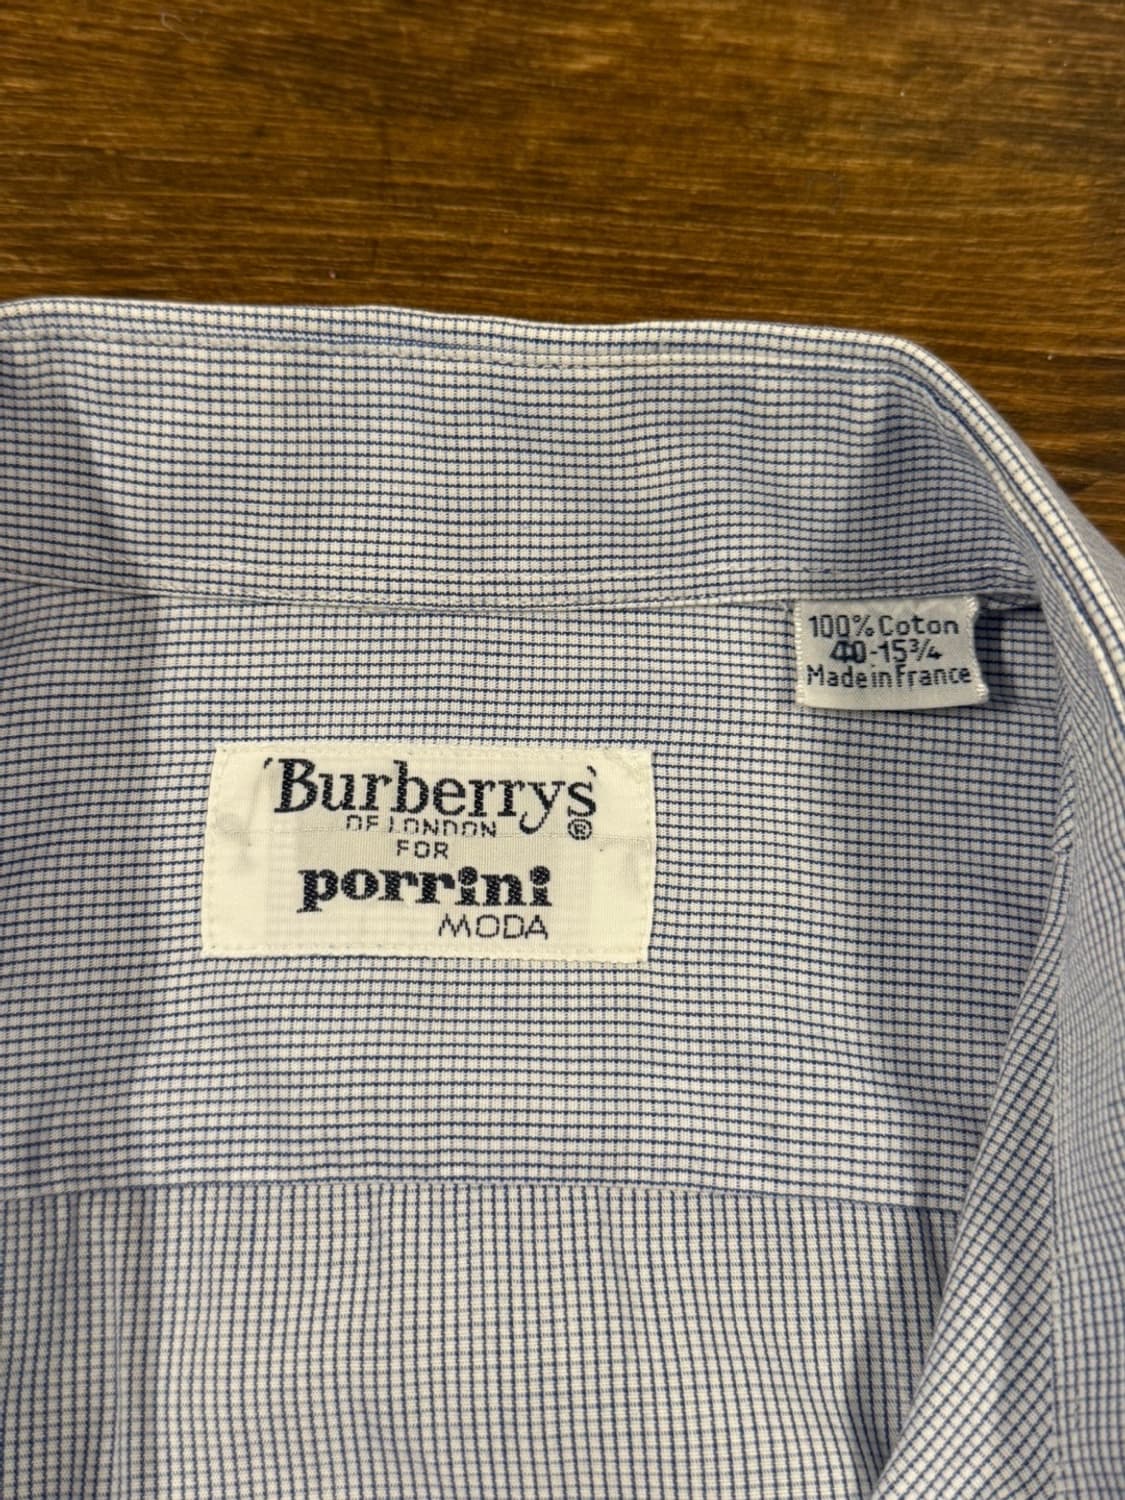 100% Coton
40-15¾
Made in France
'Burberrys'
OF LONDON ®
FOR
porrini
MODA